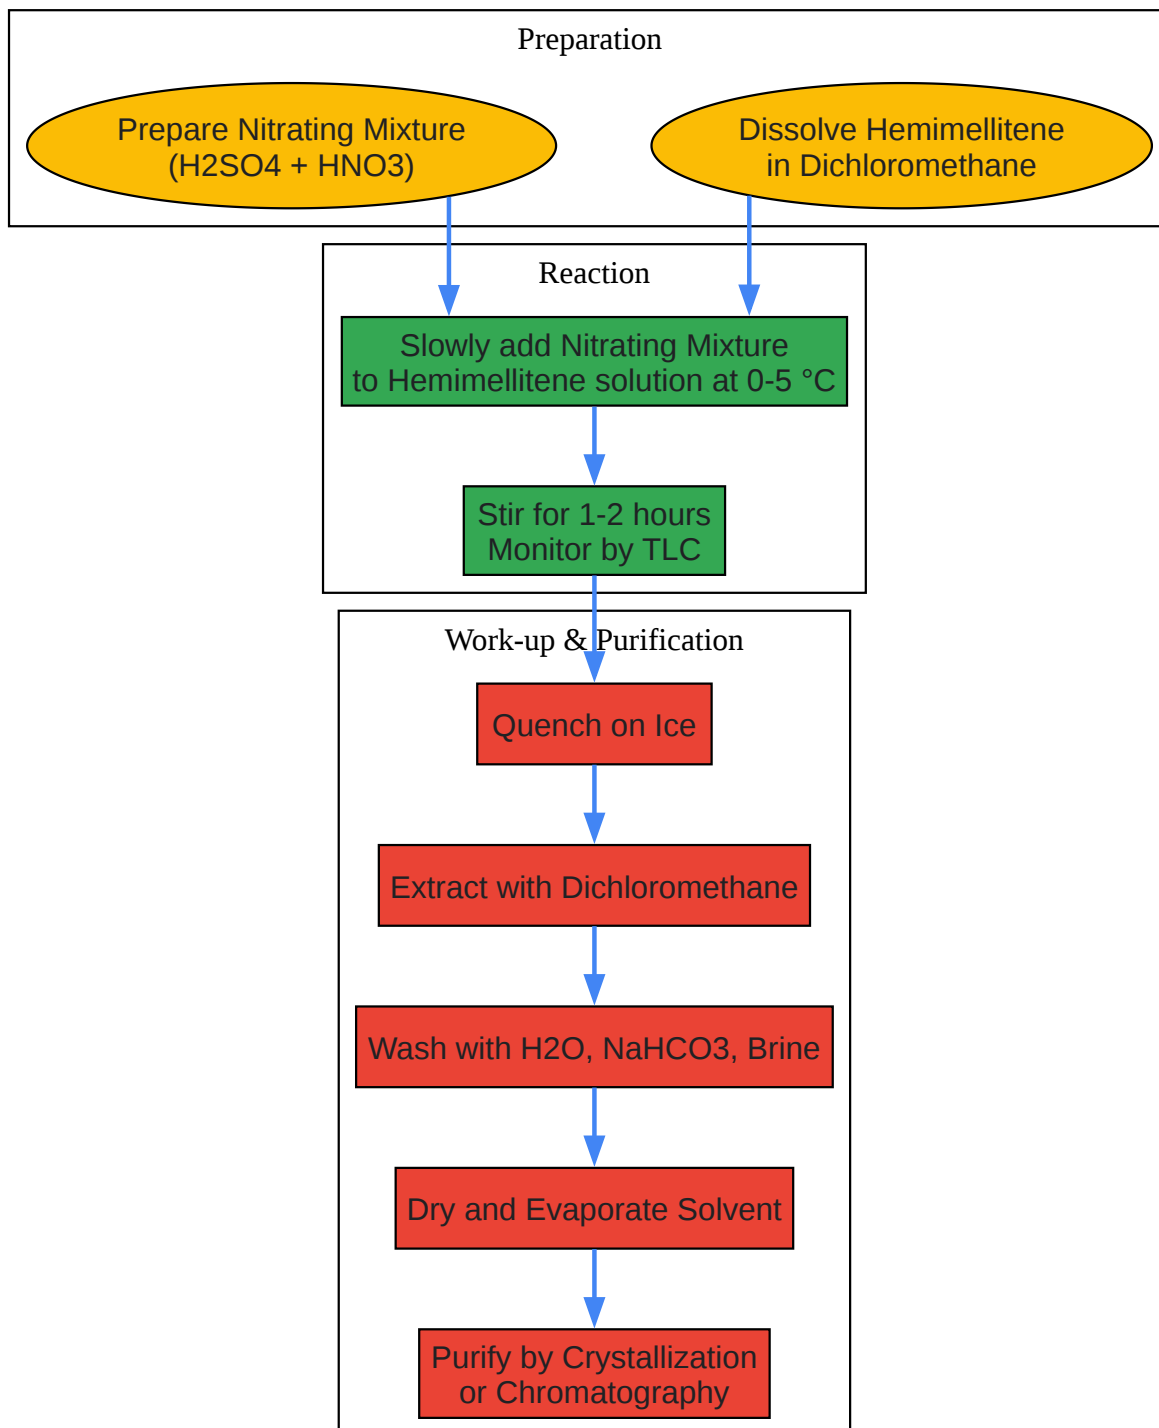 Preparation
Prepare Nitrating Mixture
(H2SO4 + HNO3)
Dissolve Hemimellitene
in Dichloromethane
Reaction
Slowly add Nitrating Mixture
to Hemimellitene solution at 0-5 °C
Stir for 1-2 hours
Monitor by TLC
Work-up & Purification
Quench on Ice
Extract with Dichloromethane
Wash with H2O, NaHCO3, Brine
Dry and Evaporate Solvent
Purify by Crystallization
or Chromatography